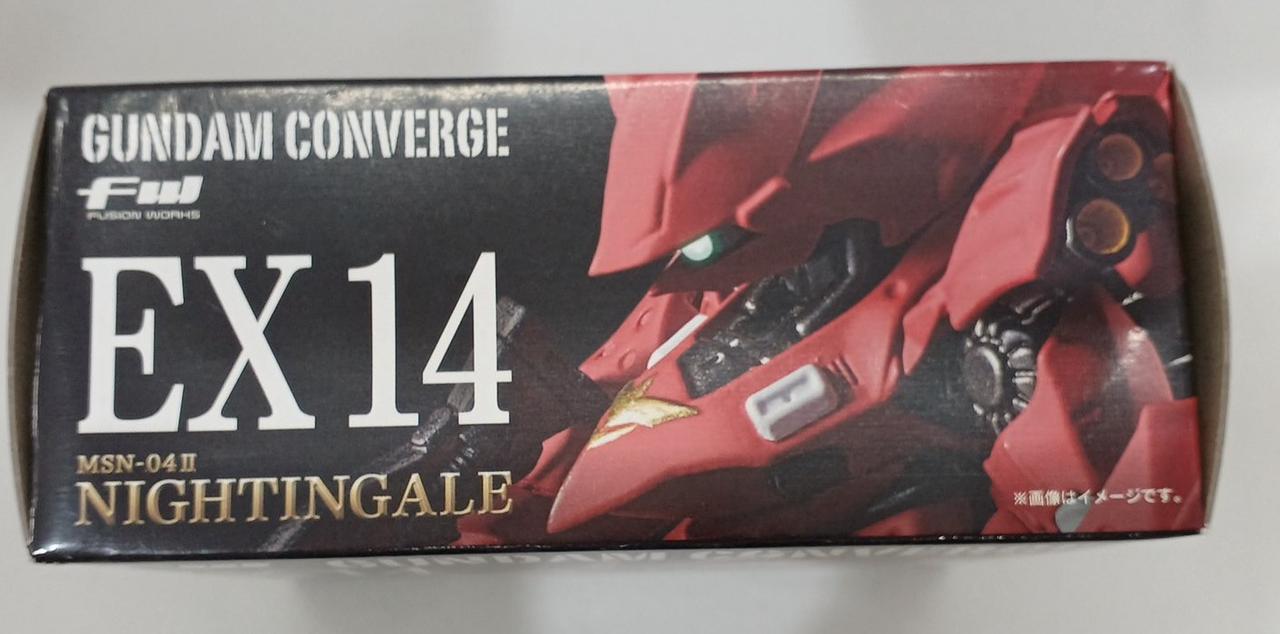 GUNDAM CONVERGE
FW
FUSION WORKS
EX14
MSN-04Ⅱ
NIGHTINGALE
※画像はイメージです。